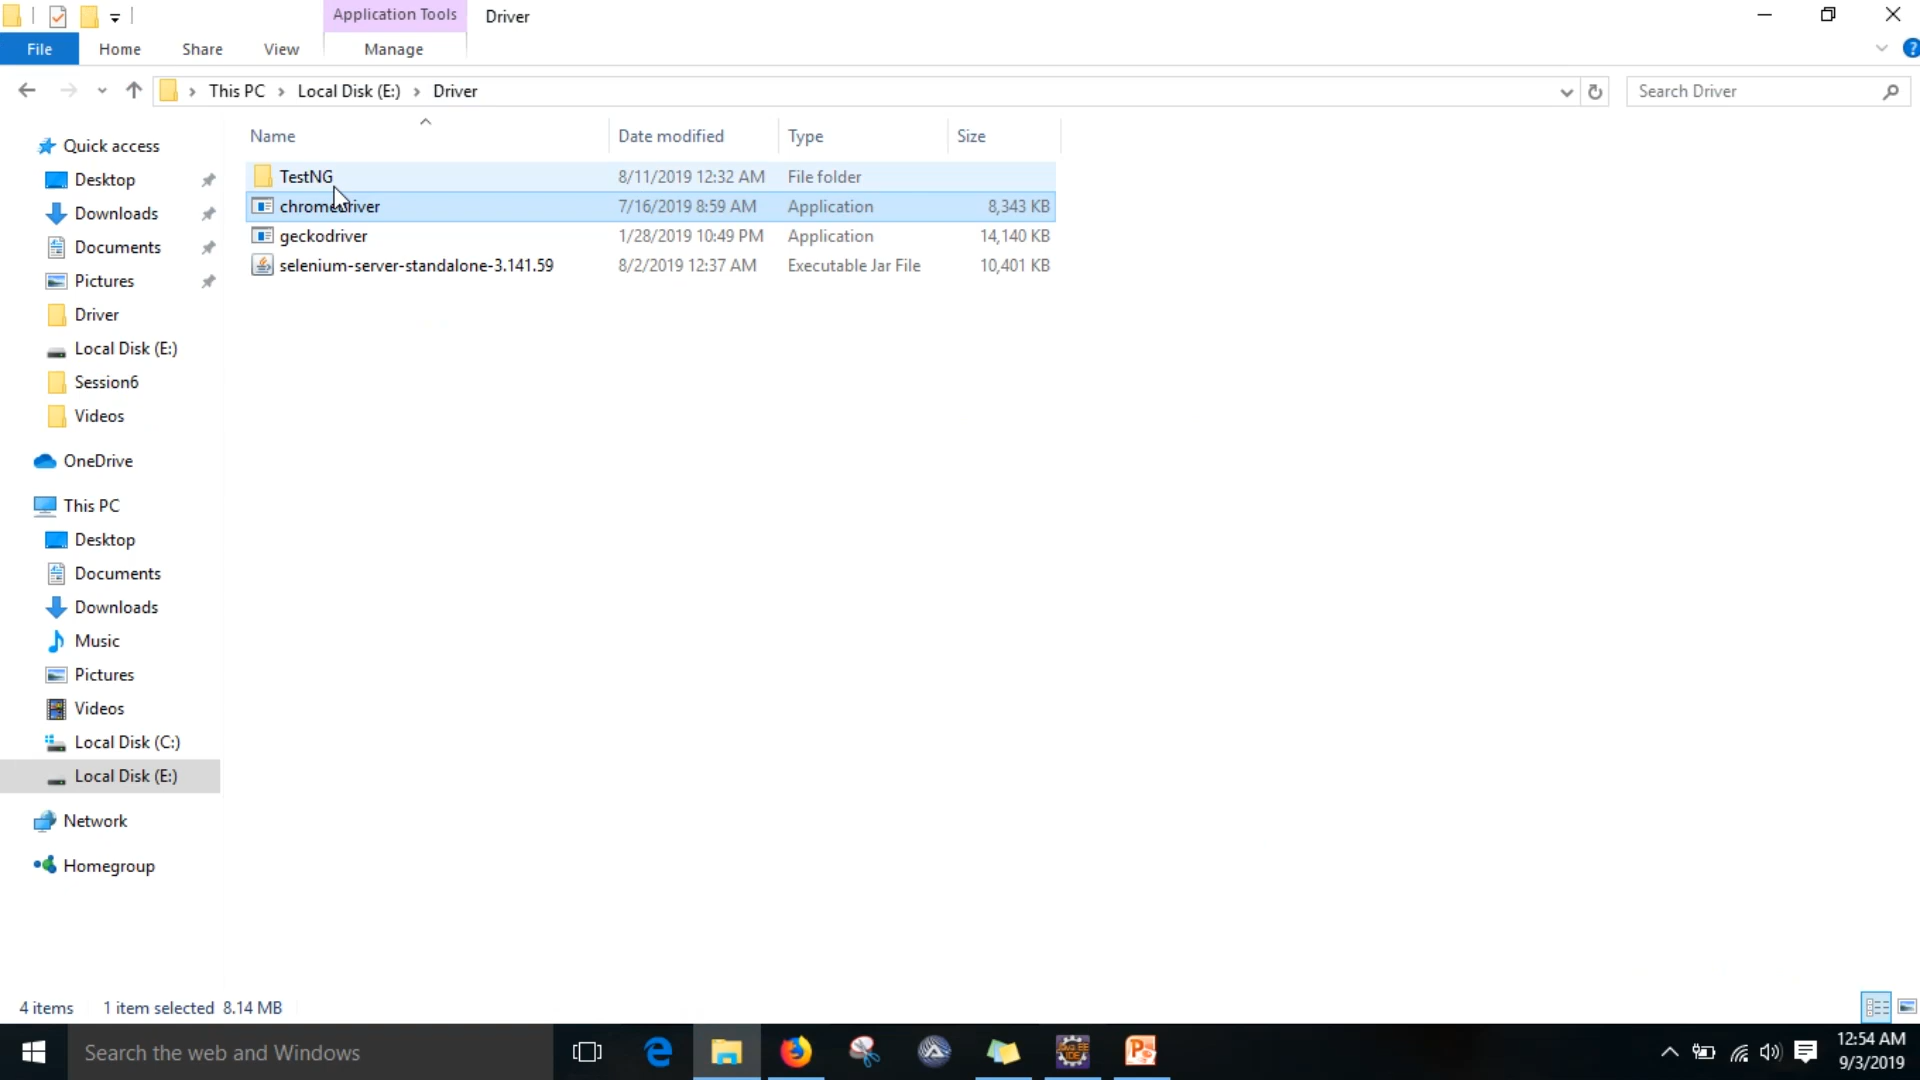 Application Tools
Driver
File
Home
Share
View
Manage
This PC
Local Disk (E:)
Driver
Search Driver
Name
Date modified
Type
Size
TestNG 8/11/2019 12:32 AM File folder
chromedriver 7/16/2019 8:59 AM Application 8,343 KB
geckodriver 1/28/2019 10:49 PM Application 14,140 KB
selenium-server-standalone-3.141.59 8/2/2019 12:37 AM Executable Jar File 10,401 KB
Quick access
Desktop
Downloads
Documents
Pictures
Driver
Local Disk (E:)
Session6
Videos
OneDrive
This PC
Desktop
Documents
Downloads
Music
Pictures
Videos
Local Disk (C:)
Local Disk (E:)
Network
Homegroup
4 items
1 item selected 8.14 MB
Search the web and Windows
12:54 AM
9/3/2019